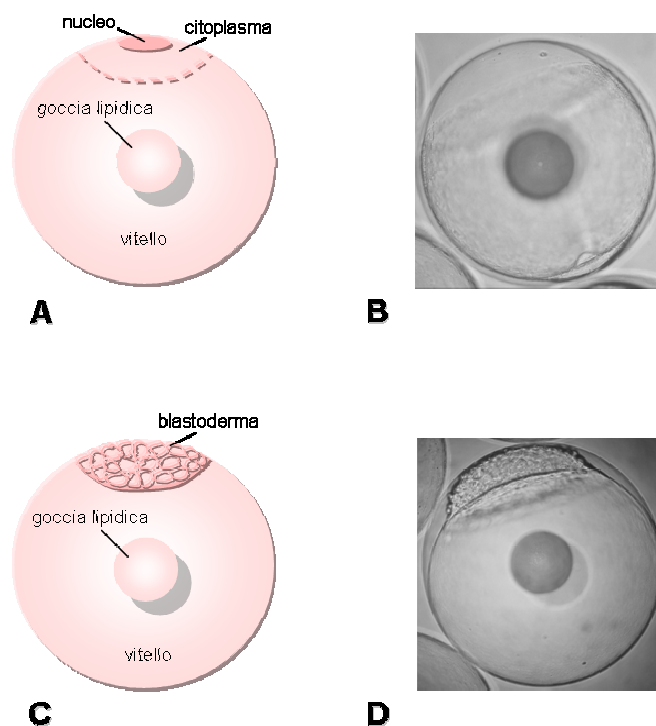 nucleo
citoplasma
goccia lipidica
vitello
A
B
blastoderma
goccia lipidica
vitello
C
D